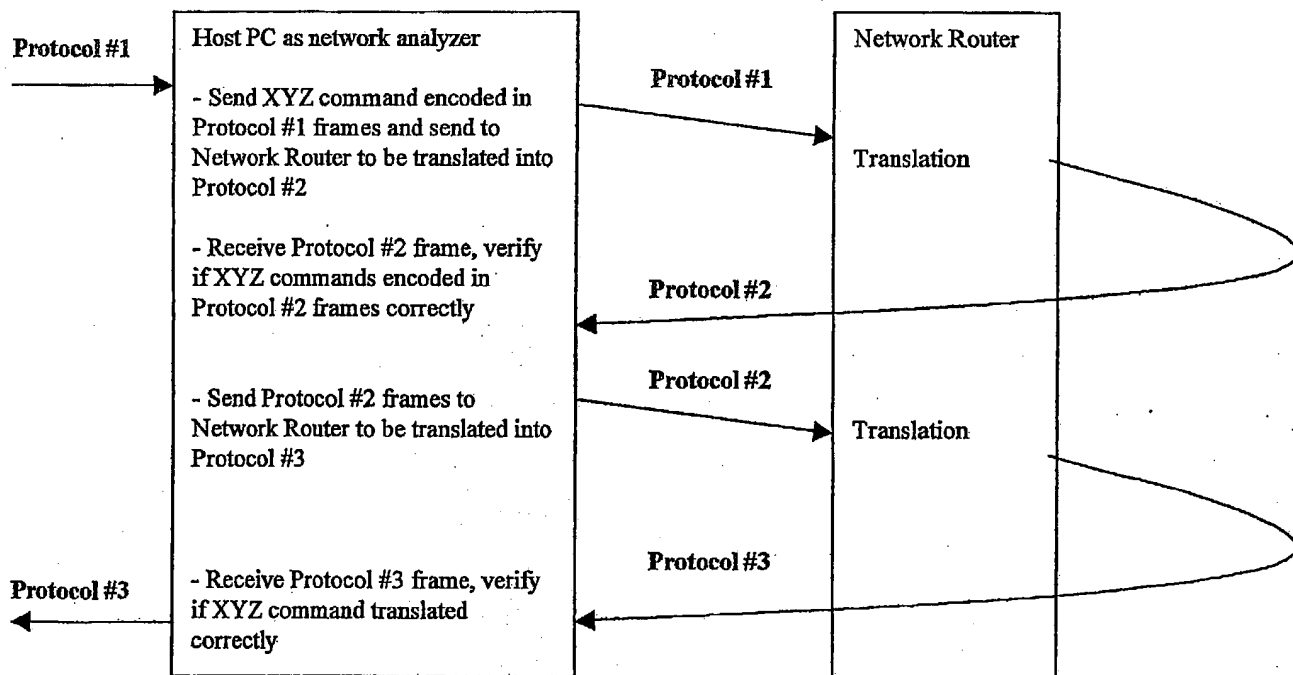 Protocol #1
Host PC as network analyzer
- Send XYZ command encoded in
Protocol #1 frames and send to
Network Router to be translated into
Protocol #2
- Receive Protocol #2 frame, verify
if XYZ commands encoded in
Protocol #2 frames correctly
- Send Protocol #2 frames to
Network Router to be translated into
Protocol #3
- Receive Protocol #3 frame, verify
if XYZ command translated
correctly
Protocol #3
Protocol #1
Protocol #2
Protocol #2
Protocol #3
Network Router
Translation
Translation